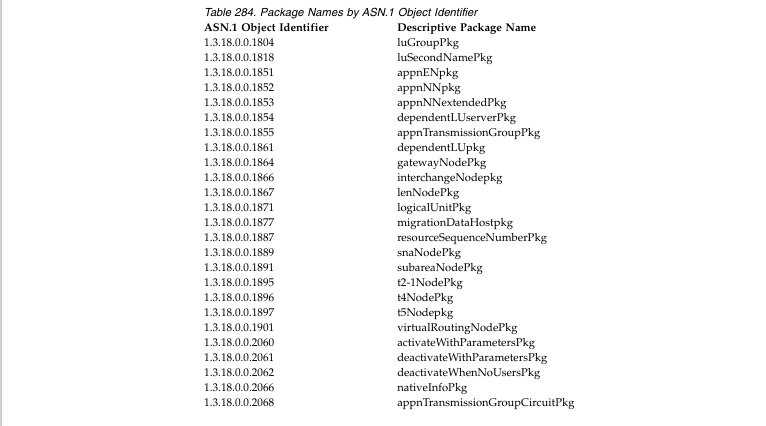 Table 284. Package Names by ASN.1 Object Identifier
ASN.1 Object Identifier Descriptive Package Name
1.3.18.0.0.1804 luGroupPkg
1.3.18.0.0.1818 luSecondNamePkg
1.3.18.0.0.1851 appnENpkg
1.3.18.0.0.1852 appnNNpkg
1.3.18.0.0.1853 appnNNextendedPkg
1.3.18.0.0.1854 dependentLUserverPkg
1.3.18.0.0.1855 appnTransmissionGroupPkg
1.3.18.0.0.1861 dependentLUpkg
1.3.18.0.0.1864 gatewayNodePkg
1.3.18.0.0.1866 interchangeNodepkg
1.3.18.0.0.1867 lenNodePkg
1.3.18.0.0.1871 logicalUnitPkg
1.3.18.0.0.1877 migrationDataHostpkg
1.3.18.0.0.1887 resourceSequenceNumberPkg
1.3.18.0.0.1889 snaNodePkg
1.3.18.0.0.1891 subareaNodePkg
1.3.18.0.0.1895 t2-1NodePkg
1.3.18.0.0.1896 t4NodePkg
1.3.18.0.0.1897 t5Nodepkg
1.3.18.0.0.1901 virtualRoutingNodePkg
1.3.18.0.0.2060 activateWithParametersPkg
1.3.18.0.0.2061 deactivateWithParametersPkg
1.3.18.0.0.2062 deactivateWhenNoUsersPkg
1.3.18.0.0.2066 nativeInfoPkg
1.3.18.0.0.2068 appnTransmissionGroupCircuitPkg